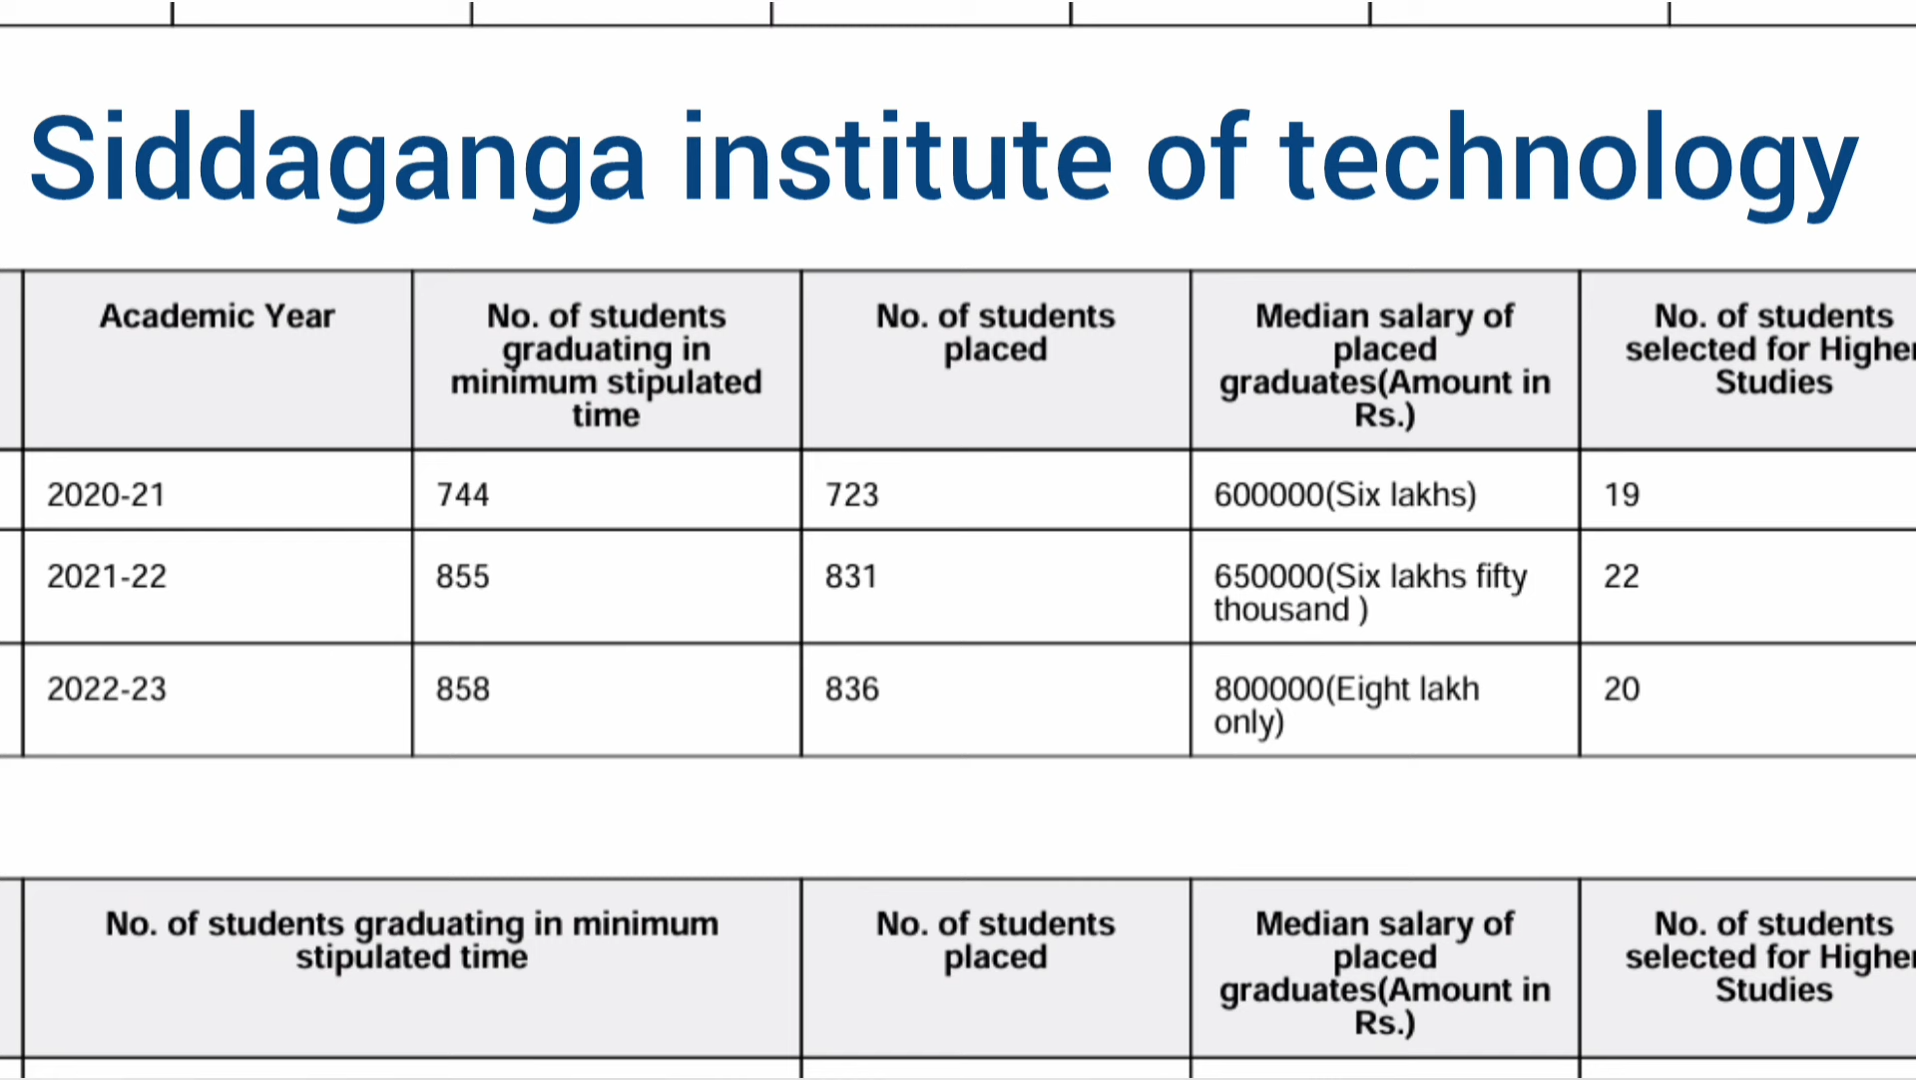 Siddaganga institute of technology
Academic Year
No. of students
graduating in
minimum stipulated
time
No. of students
placed
Median salary of
placed
graduates(Amount in
Rs.)
No. of students
selected for Higher
Studies
2020-21 744 723 600000(Six lakhs) 19
2021-22 855 831 650000(Six lakhs fifty
thousand ) 22
2022-23 858 836 800000(Eight lakh
only) 20
No. of students graduating in minimum
stipulated time
No. of students
placed
Median salary of
placed
graduates(Amount in
Rs.)
No. of students
selected for Higher
Studies